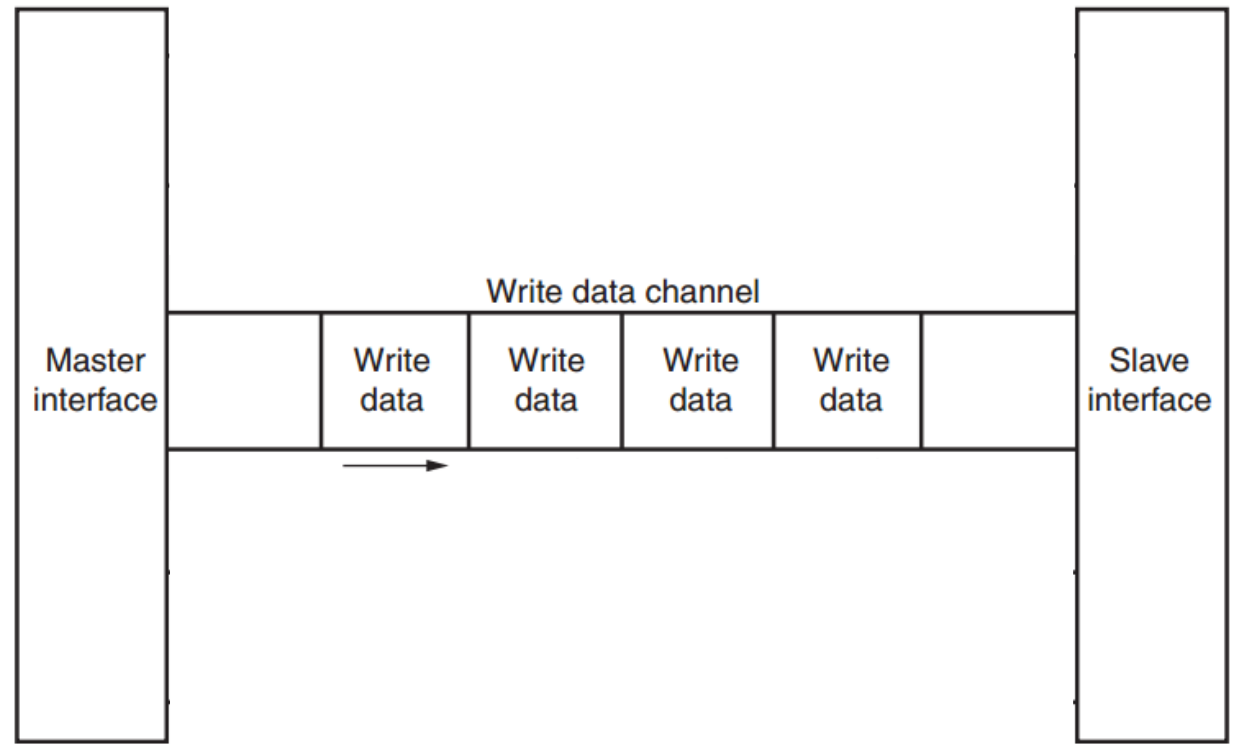 Write data channel
Master
interface
Write
data
Write
data
Write
data
Write
data
Slave
interface